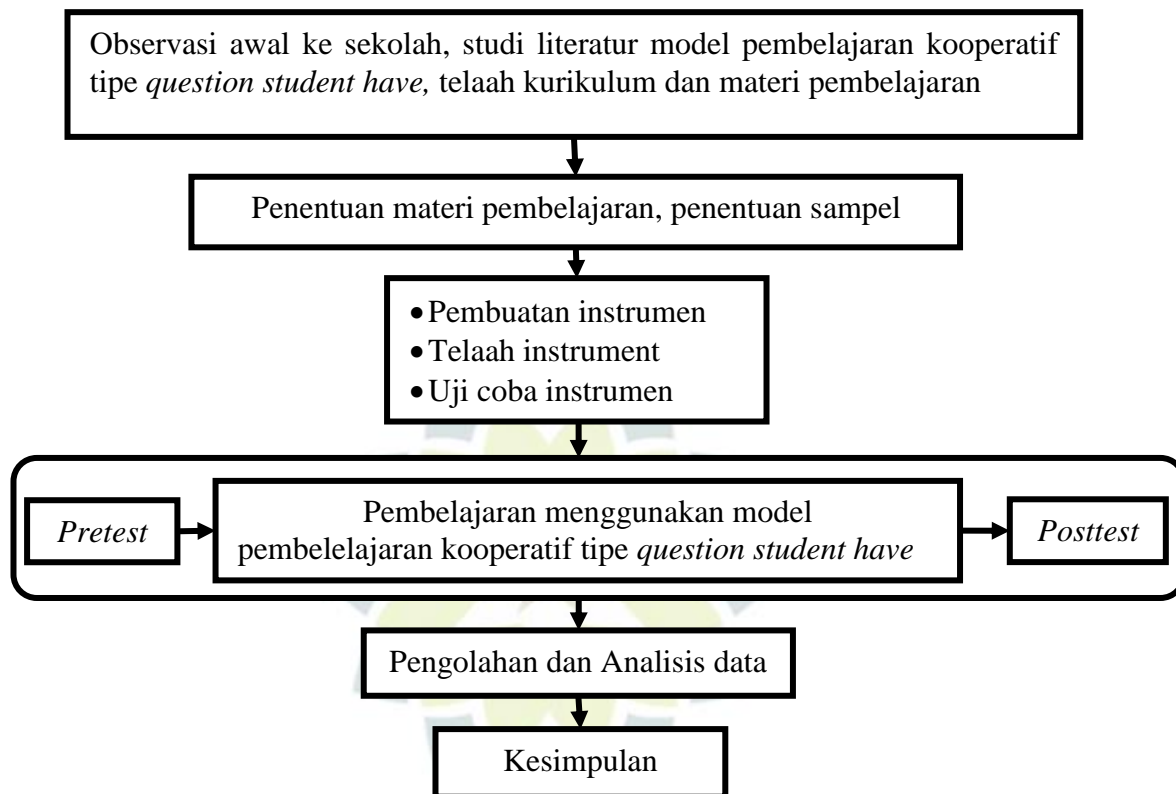 Observasi awal ke sekolah, studi literatur model pembelajaran kooperatif
tipe question student have, telaah kurikulum dan materi pembelajaran
Penentuan materi pembelajaran, penentuan sampel
•Pembuatan instrumen
•Telaah instrument
•Uji coba instrumen
Pretest
Pembelajaran menggunakan model
pembelelajaran kooperatif tipe question student have
Posttest
Pengolahan dan Analisis data
Kesimpulan